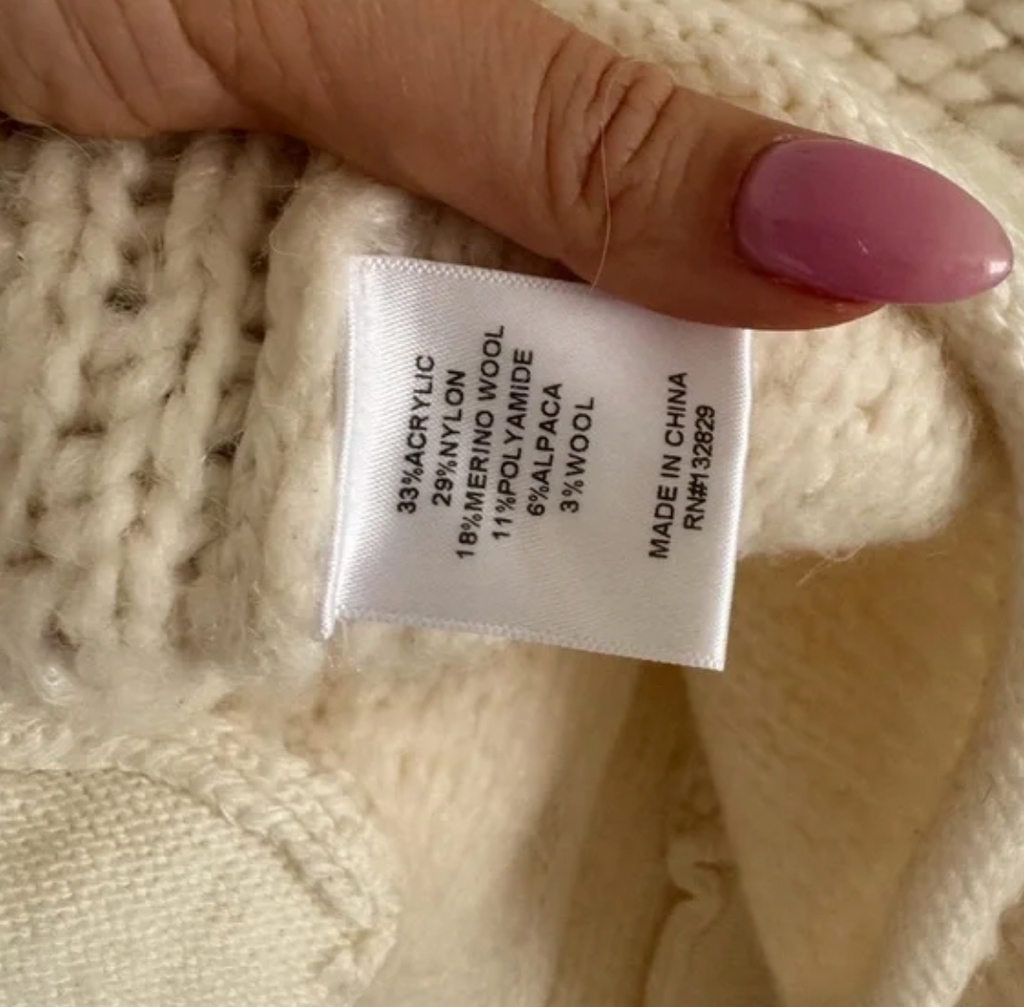 33%ACRYLIC
29%NYLON
18%MERINO WOOL
11%POLYAMIDE
6%ALPACA
3%WOOL
MADE IN CHINA
RN#132829